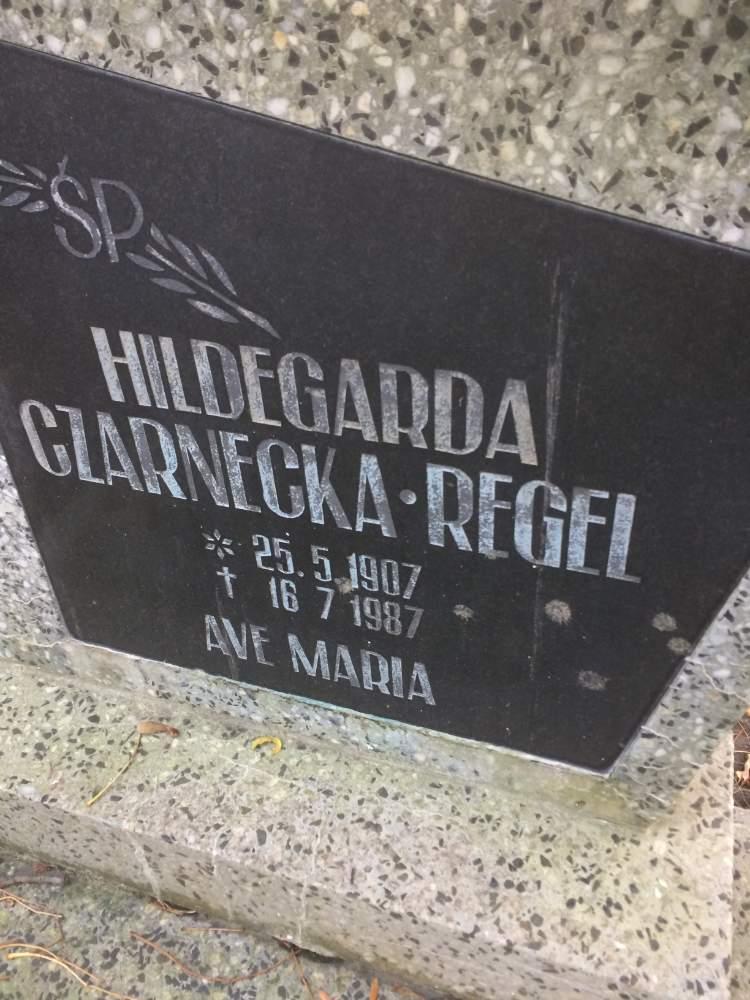 ŚP
HILDEGARDA
CZARNECKA·REGEL
* 25.5.1907
† 16 7 1987
AVE MARIA